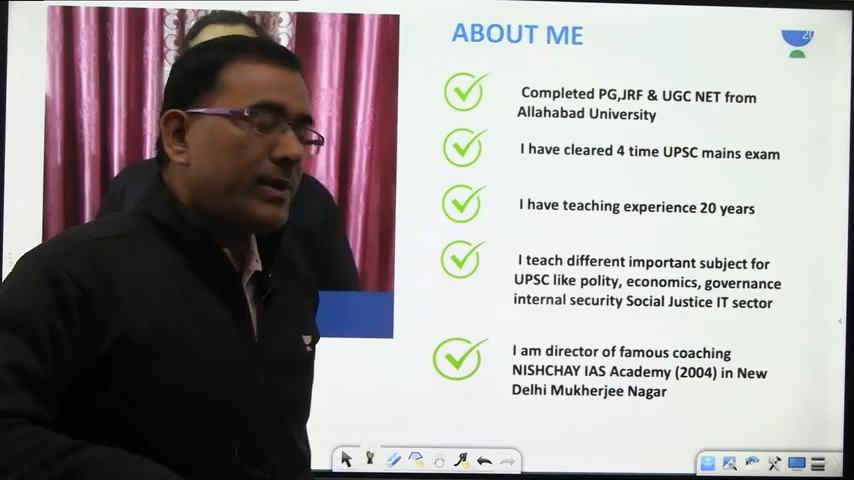 ABOUT ME
20
Completed PG,JRF & UGC NET from
Allahabad University
I have cleared 4 time UPSC mains exam
I have teaching experience 20 years
I teach different important subject for
UPSC like polity, economics, governance
internal security Social Justice IT sector
I am director of famous coaching
NISHCHAY IAS Academy (2004) in New
Delhi Mukherjee Nagar